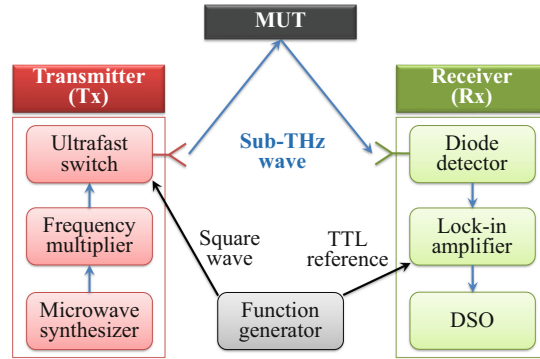 MUT
Transmitter
(Tx)
Receiver
(Rx)
Ultrafast
switch
Sub-THz
wave
Diode
detector
Frequency
multiplier
Square
wave
TTL
reference
Lock-in
amplifier
Microwave
synthesizer
Function
generator
DSO